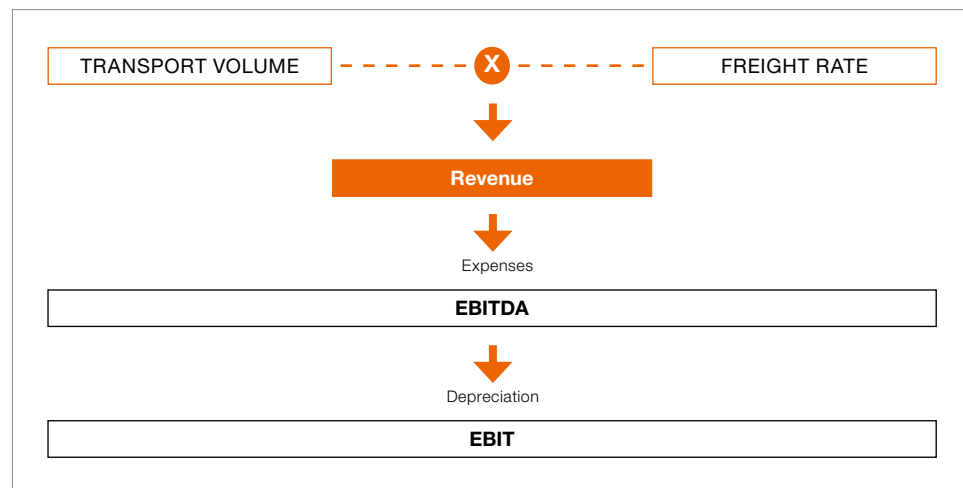 TRANSPORT VOLUME X FREIGHT RATE
Revenue
Expenses
EBITDA
Depreciation
EBIT